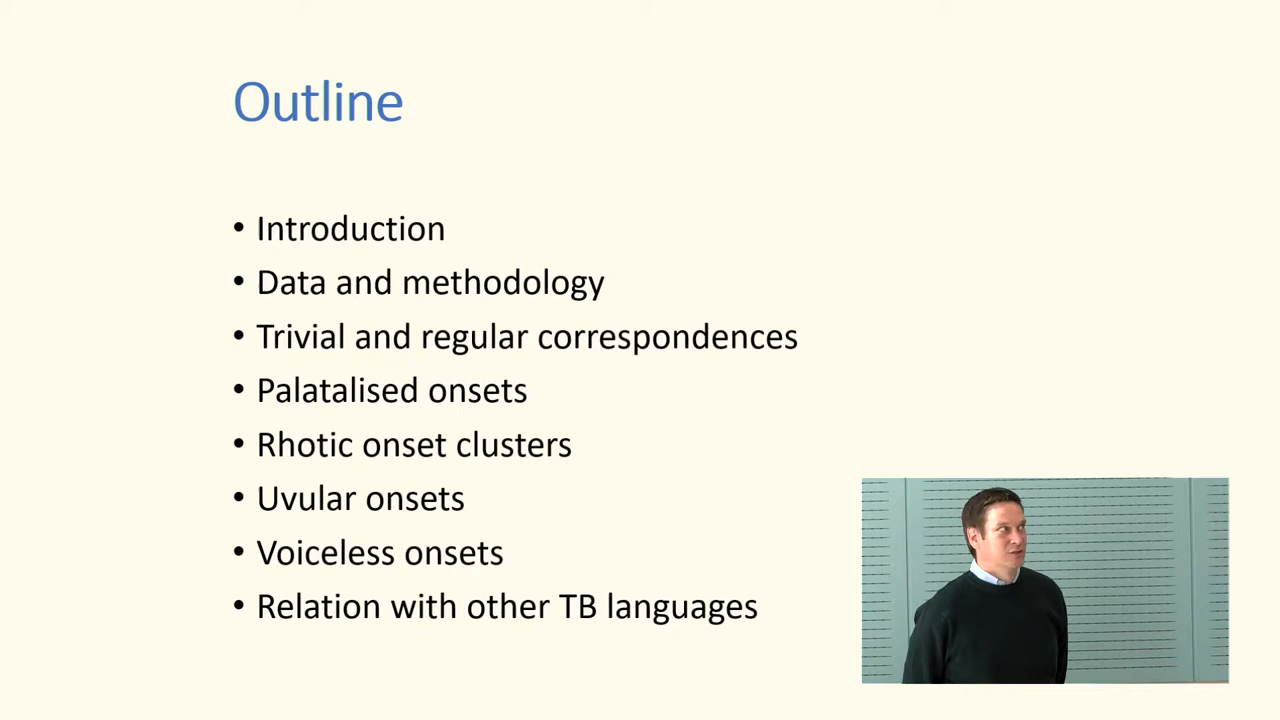 Outline
• Introduction
• Data and methodology
• Trivial and regular correspondences
• Palatalised onsets
• Rhotic onset clusters
• Uvular onsets
• Voiceless onsets
• Relation with other TB languages